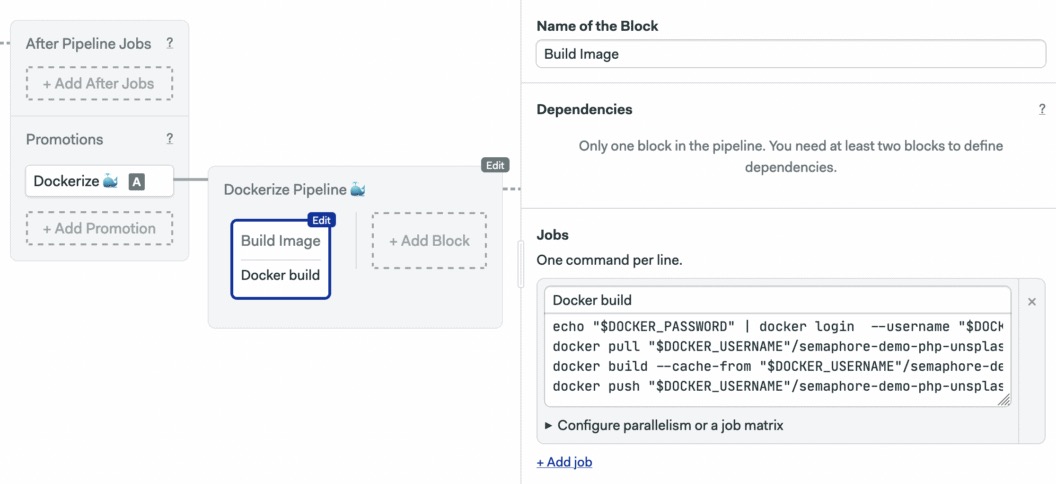 After Pipeline Jobs ?
+ Add After Jobs
Promotions ?
Dockerize A
+ Add Promotion
Edit
Dockerize Pipeline
Edit
Build Image
Docker build
+ Add Block
Name of the Block
Build Image
Dependencies ?
Only one block in the pipeline. You need at least two blocks to define
dependencies.
Jobs
One command per line.
Docker build
echo "$DOCKER_PASSWORD" | docker login  --username "$DOCK
docker pull "$DOCKER_USERNAME"/semaphore-demo-php-unsplas
docker build --cache-from "$DOCKER_USERNAME"/semaphore-de
docker push "$DOCKER_USERNAME"/semaphore-demo-php-unsplas
Configure parallelism or a job matrix
+ Add job